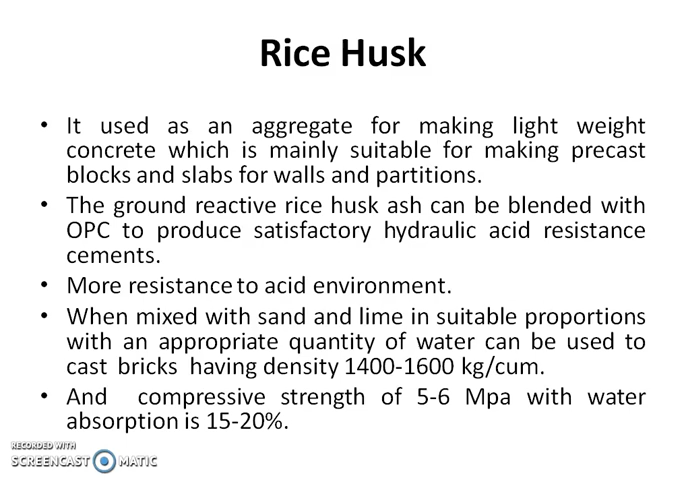 Rice Husk
• It used as an aggregate for making light weight
concrete which is mainly suitable for making precast
blocks and slabs for walls and partitions.
• The ground reactive rice husk ash can be blended with
OPC to produce satisfactory hydraulic acid resistance
cements.
• More resistance to acid environment.
• When mixed with sand and lime in suitable proportions
with an appropriate quantity of water can be used to
cast bricks having density 1400-1600 kg/cum.
• And compressive strength of 5-6 Mpa with water
absorption is 15-20%.
RECORDED WITH
SCREENCAST MATIC